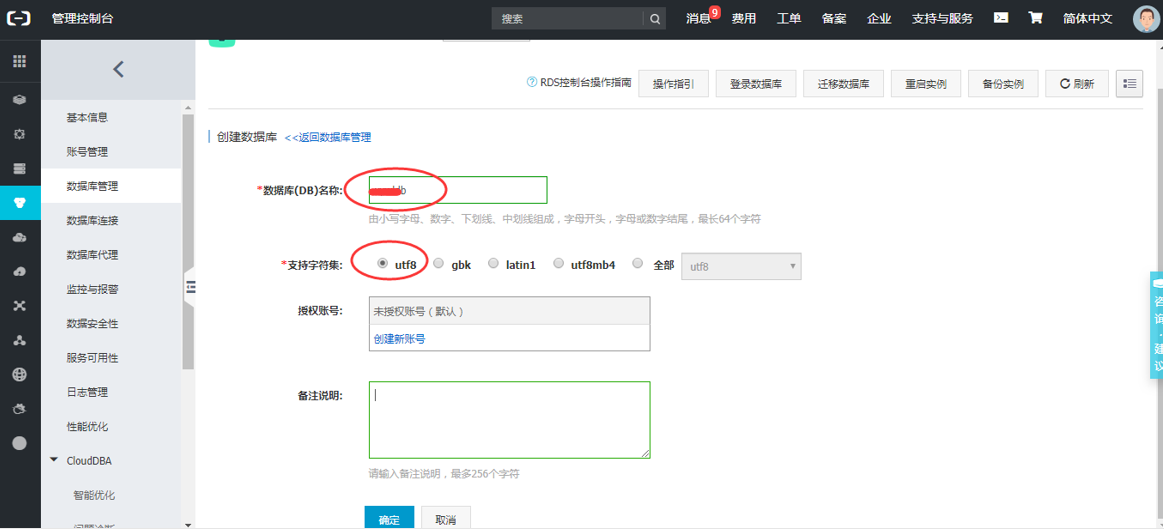 管理控制台
搜索
消息 9 费用 工单 备案 企业 支持与服务 简体中文
RDS控制台操作指南 操作指引 登录数据库 迁移数据库 重启实例 备份实例 刷新
基本信息
账号管理
数据库管理
数据库连接
数据库代理
监控与报警
数据安全性
服务可用性
日志管理
性能优化
CloudDBA
智能优化
问题诊断
创建数据库 <<返回数据库管理
*数据库(DB)名称:
由小写字母、数字、下划线、中划线组成，字母开头，字母或数字结尾，最长64个字符
*支持字符集: utf8 gbk latin1 utf8mb4 全部 utf8
授权账号: 未授权账号（默认）
创建新账号
备注说明:
请输入备注说明，最多256个字符
确定 取消
咨询·建议